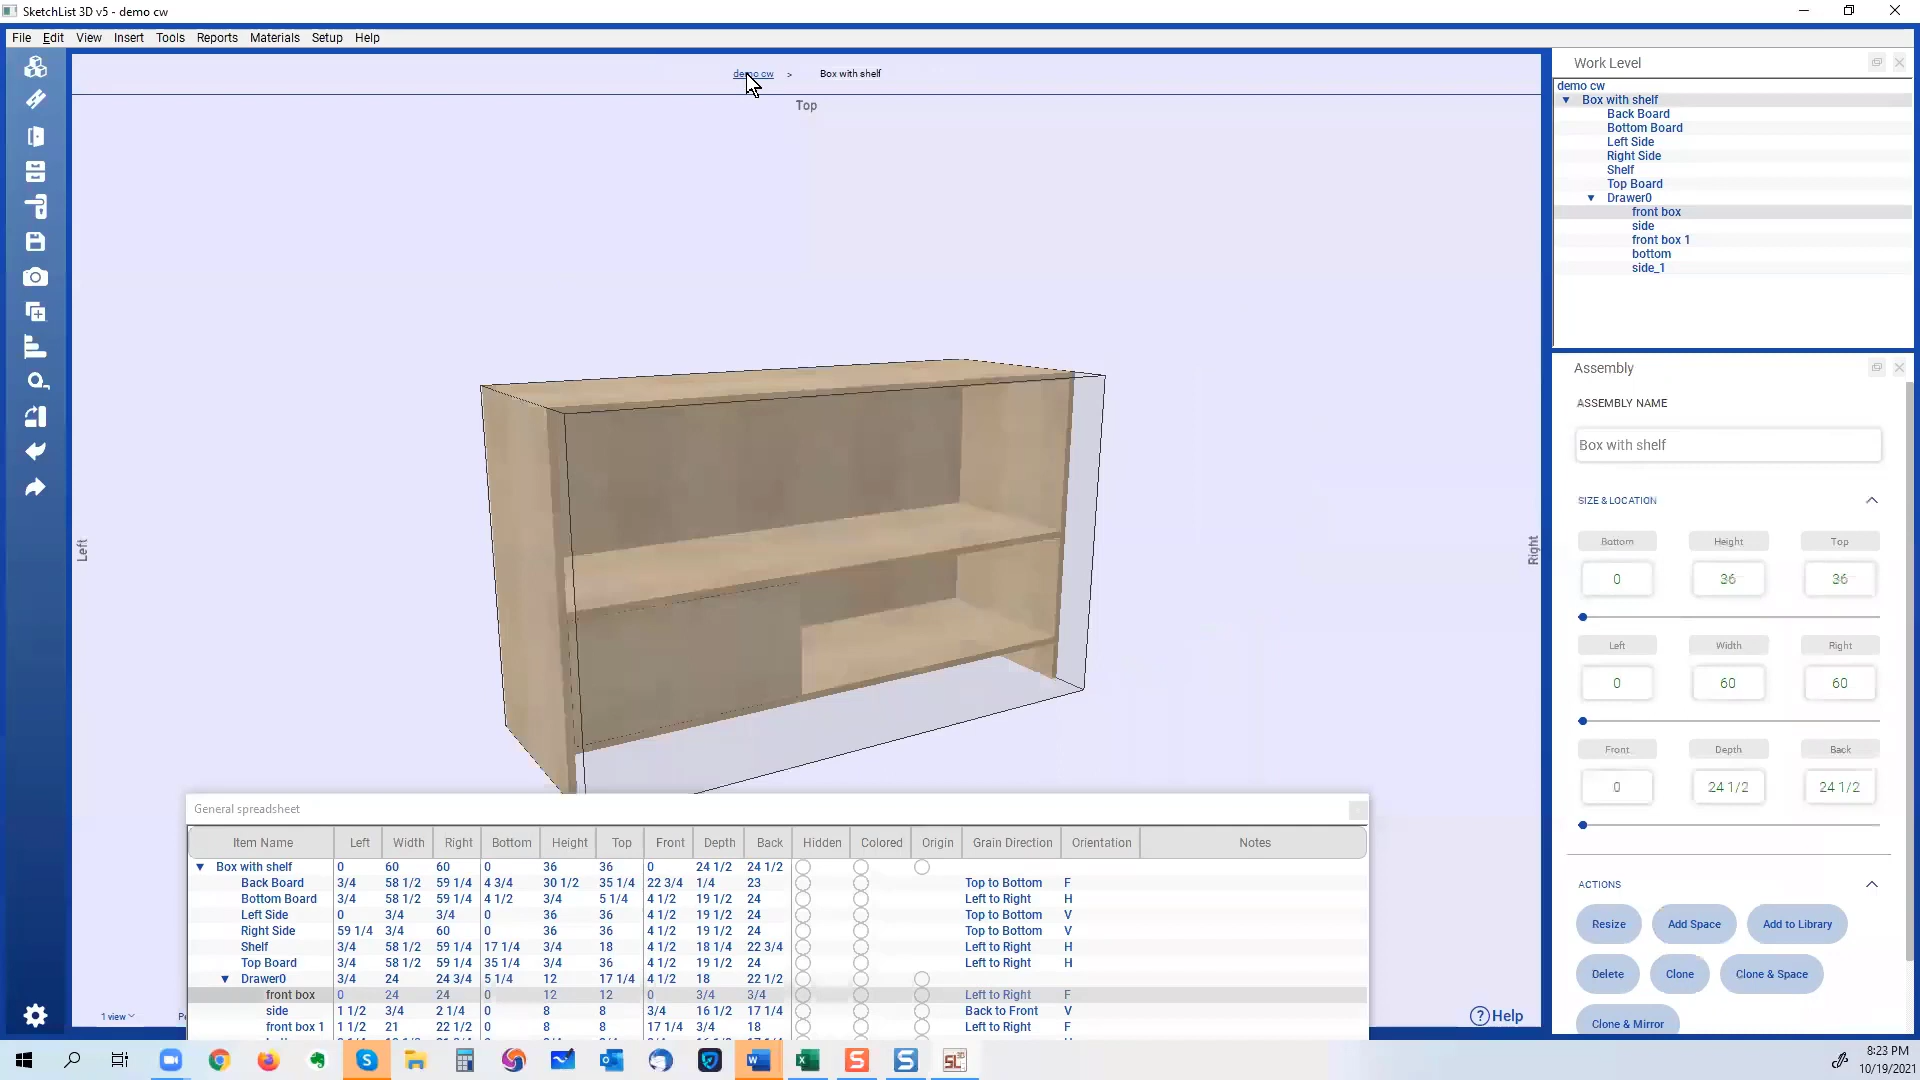 SketchList 3D v5 - demo cw
File Edit View Insert Tools Reports Materials Setup Help
demo cw > Box with shelf
Top
Left
Right
1 view
Help
Work Level
demo cw
Box with shelf
Back Board
Bottom Board
Left Side
Right Side
Shelf
Top Board
Drawer0
front box
side
front box 1
bottom
side_1
Assembly
ASSEMBLY NAME
Box with shelf
SIZE & LOCATION
Bottom Height Top
0 36 36
Left Width Right
0 60 60
Front Depth Back
0 24 1/2 24 1/2
ACTIONS
Resize Add Space Add to Library
Delete Clone Clone & Space
Clone & Mirror
General spreadsheet
Item Name Left Width Right Bottom Height Top Front Depth Back Hidden Colored Origin Grain Direction Orientation Notes
Box with shelf 0 60 60 0 36 36 0 24 1/2 24 1/2
Back Board 3/4 58 1/2 59 1/4 4 3/4 30 1/2 35 1/4 22 3/4 1/4 23 Top to Bottom F
Bottom Board 3/4 58 1/2 59 1/4 4 1/2 3/4 5 1/4 4 1/2 19 1/2 24 Left to Right H
Left Side 0 3/4 3/4 0 36 36 4 1/2 19 1/2 24 Top to Bottom V
Right Side 59 1/4 3/4 60 0 36 36 4 1/2 19 1/2 24 Top to Bottom V
Shelf 3/4 58 1/2 59 1/4 17 1/4 3/4 18 4 1/2 18 1/4 22 3/4 Left to Right H
Top Board 3/4 58 1/2 59 1/4 35 1/4 3/4 36 4 1/2 19 1/2 24 Left to Right H
Drawer0 3/4 24 24 3/4 5 1/4 12 17 1/4 4 1/2 18 22 1/2
front box 0 24 24 0 12 12 0 3/4 3/4 Left to Right F
side 1 1/2 3/4 2 1/4 0 8 8 3/4 16 1/2 17 1/4 Back to Front V
front box 1 1 1/2 21 22 1/2 0 8 8 17 1/4 3/4 18 Left to Right F
8:23 PM
10/19/2021